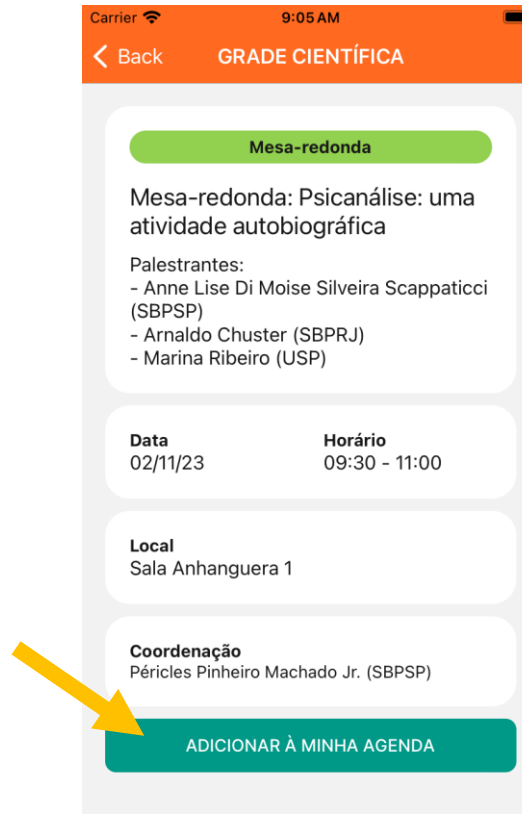 Carrier 9:05 AM
Back GRADE CIENTÍFICA
Mesa-redonda
Mesa-redonda: Psicanálise: uma
atividade autobiográfica
Palestrantes:
- Anne Lise Di Moise Silveira Scappaticci
(SBPSP)
- Arnaldo Chuster (SBPRJ)
- Marina Ribeiro (USP)
Data Horário
02/11/23 09:30 - 11:00
Local
Sala Anhanguera 1
Coordenação
Péricles Pinheiro Machado Jr. (SBPSP)
ADICIONAR À MINHA AGENDA